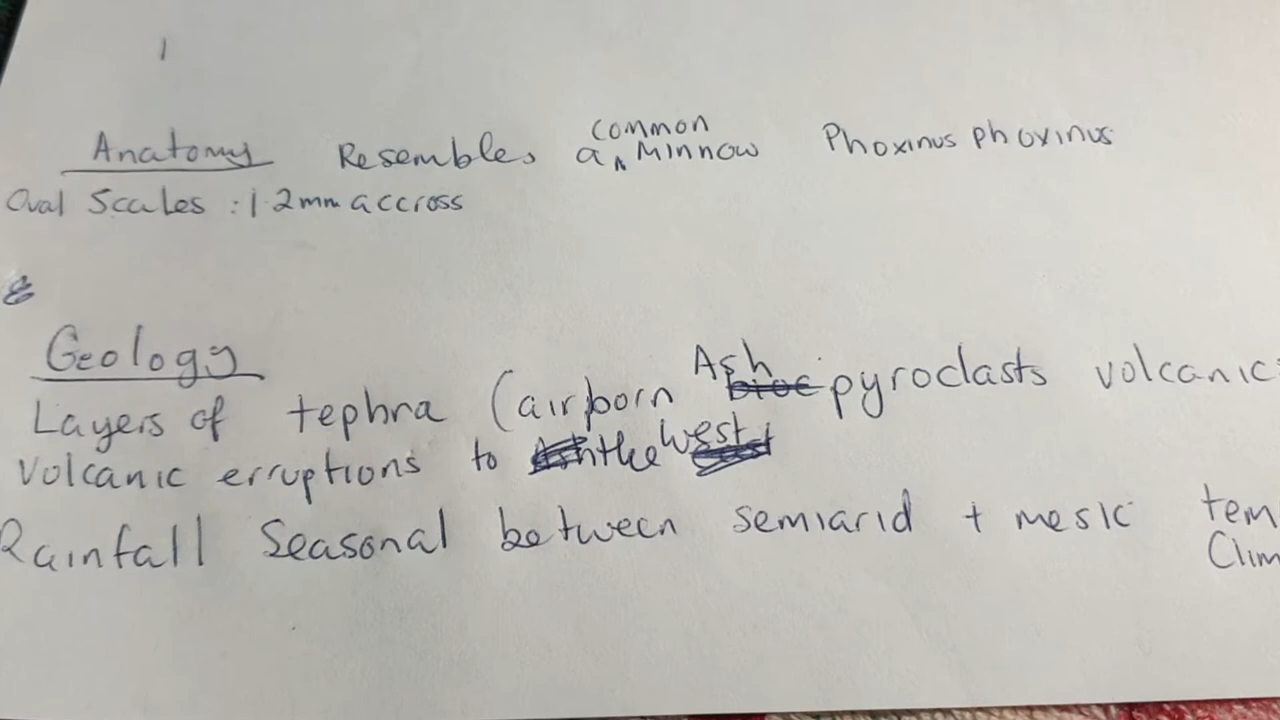 1
Anatomy Resembles a common Minnow Phoxinus phoxinus
Oval Scales : 1.2mm accross
Geology
Layers of tephra (airborn Ash pyroclasts volcanic
volcanic erruptions to the West
Rainfall Seasonal between semiarid + mesic tem
Clim